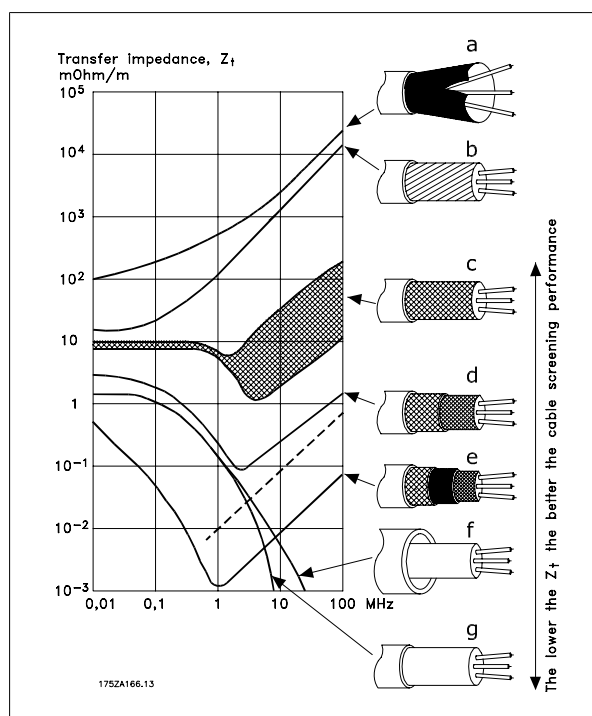 Transfer impedance, Zt
mOhm/m
10⁵
10⁴
10³
10²
10
1
10⁻¹
10⁻²
10⁻³
0,01 0,1 1 10 100 MHz
a
b
c
d
e
f
g
The lower the Zt the better the cable screening performance
175ZA166.13